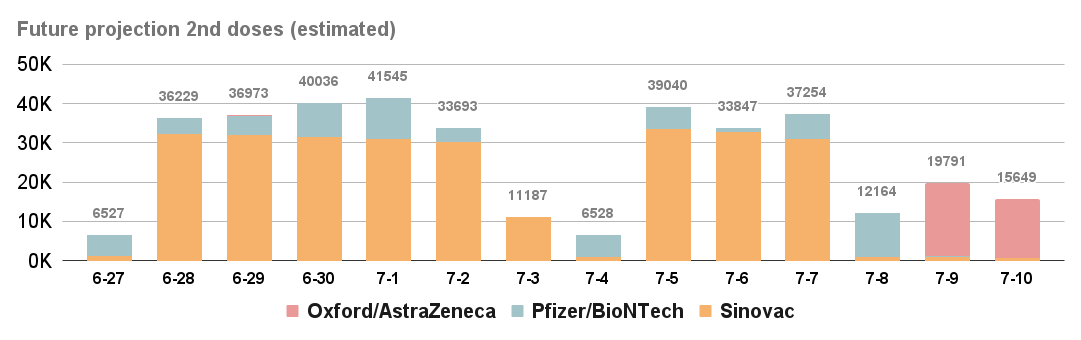 Future projection 2nd doses (estimated)
50K
40K
30K
20K
10K
0K
6527
36229
36973
40036
41545
33693
11187
6528
39040
33847
37254
12164
19791
15649
6-27 6-28 6-29 6-30 7-1 7-2 7-3 7-4 7-5 7-6 7-7 7-8 7-9 7-10
Oxford/AstraZeneca Pfizer/BioNTech Sinovac